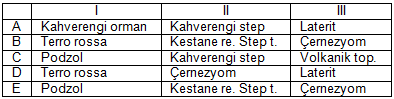 I II III
A Kahverengi orman Kahverengi step Laterit
B Terro rossa Kestane re. Step t. Çernezyom
C Podzol Kahverengi step Volkanik top.
D Terro rossa Çernezyom Laterit
E Podzol Kestane re. Step t. Çernezyom